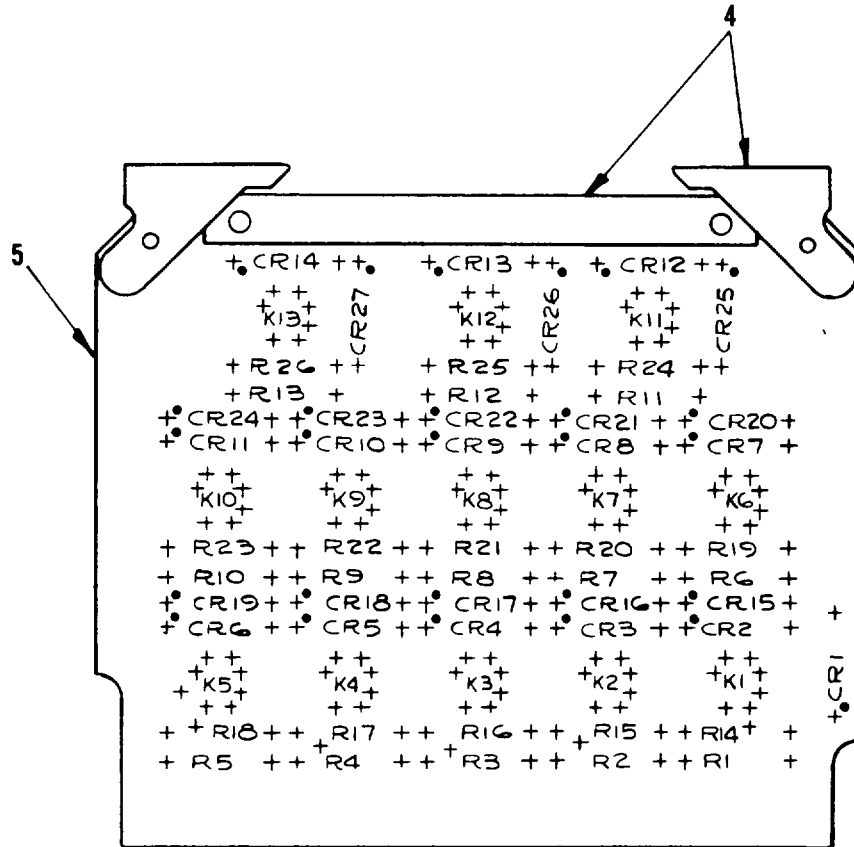 4
5
CR14 CR13 CR12
CR27 CR26 CR25
K13 K12 K11
R26 R25 R24
R13 R12 R11
CR24 CR23 CR22 CR21 CR20
CR11 CR10 CR9 CR8 CR7
K10 K9 K8 K7 K6
R23 R22 R21 R20 R19
R10 R9 R8 R7 R6
CR19 CR18 CR17 CR16 CR15
CR6 CR5 CR4 CR3 CR2
CR1
K5 K4 K3 K2 K1
R18 R17 R16 R15 R14
R5 R4 R3 R2 R1